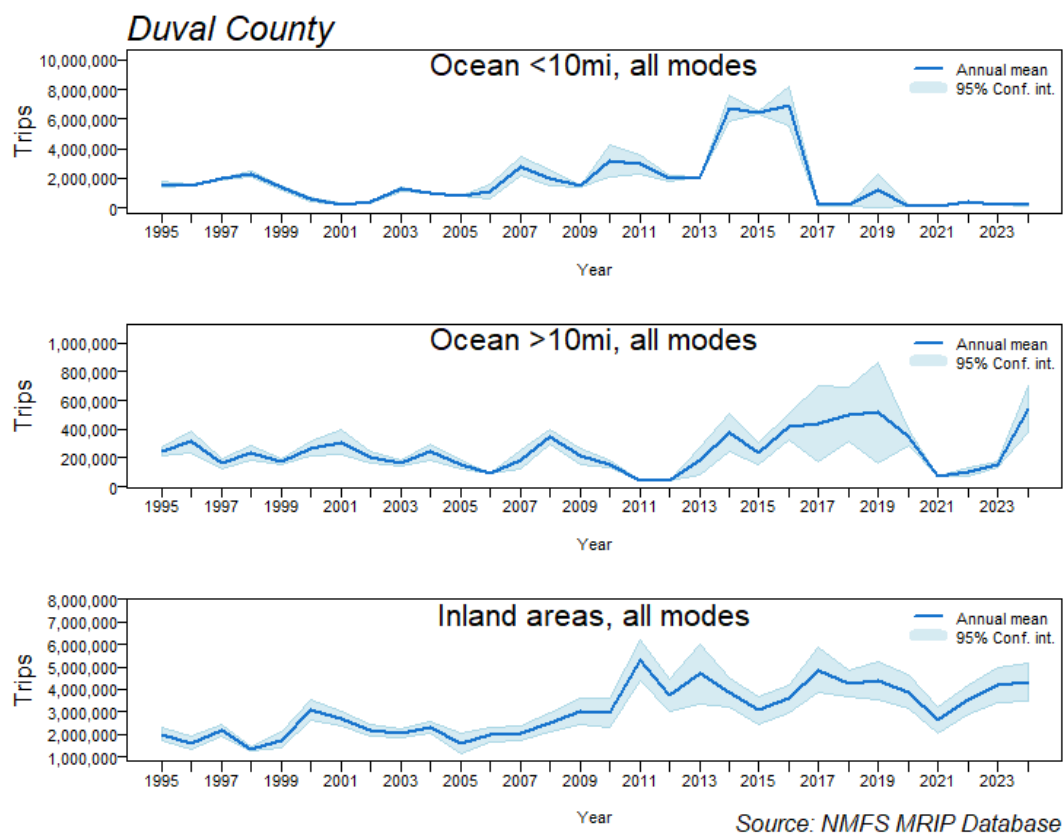 Duval County
Ocean <10mi, all modes
Annual mean
95% Conf. int.
Trips
10,000,000
8,000,000
6,000,000
4,000,000
2,000,000
0
1995 1997 1999 2001 2003 2005 2007 2009 2011 2013 2015 2017 2019 2021 2023
Year
Ocean >10mi, all modes
Annual mean
95% Conf. int.
Trips
1,000,000
800,000
600,000
400,000
200,000
0
1995 1997 1999 2001 2003 2005 2007 2009 2011 2013 2015 2017 2019 2021 2023
Year
Inland areas, all modes
Annual mean
95% Conf. int.
Trips
8,000,000
7,000,000
6,000,000
5,000,000
4,000,000
3,000,000
2,000,000
1,000,000
1995 1997 1999 2001 2003 2005 2007 2009 2011 2013 2015 2017 2019 2021 2023
Year
Source: NMFS MRIP Database